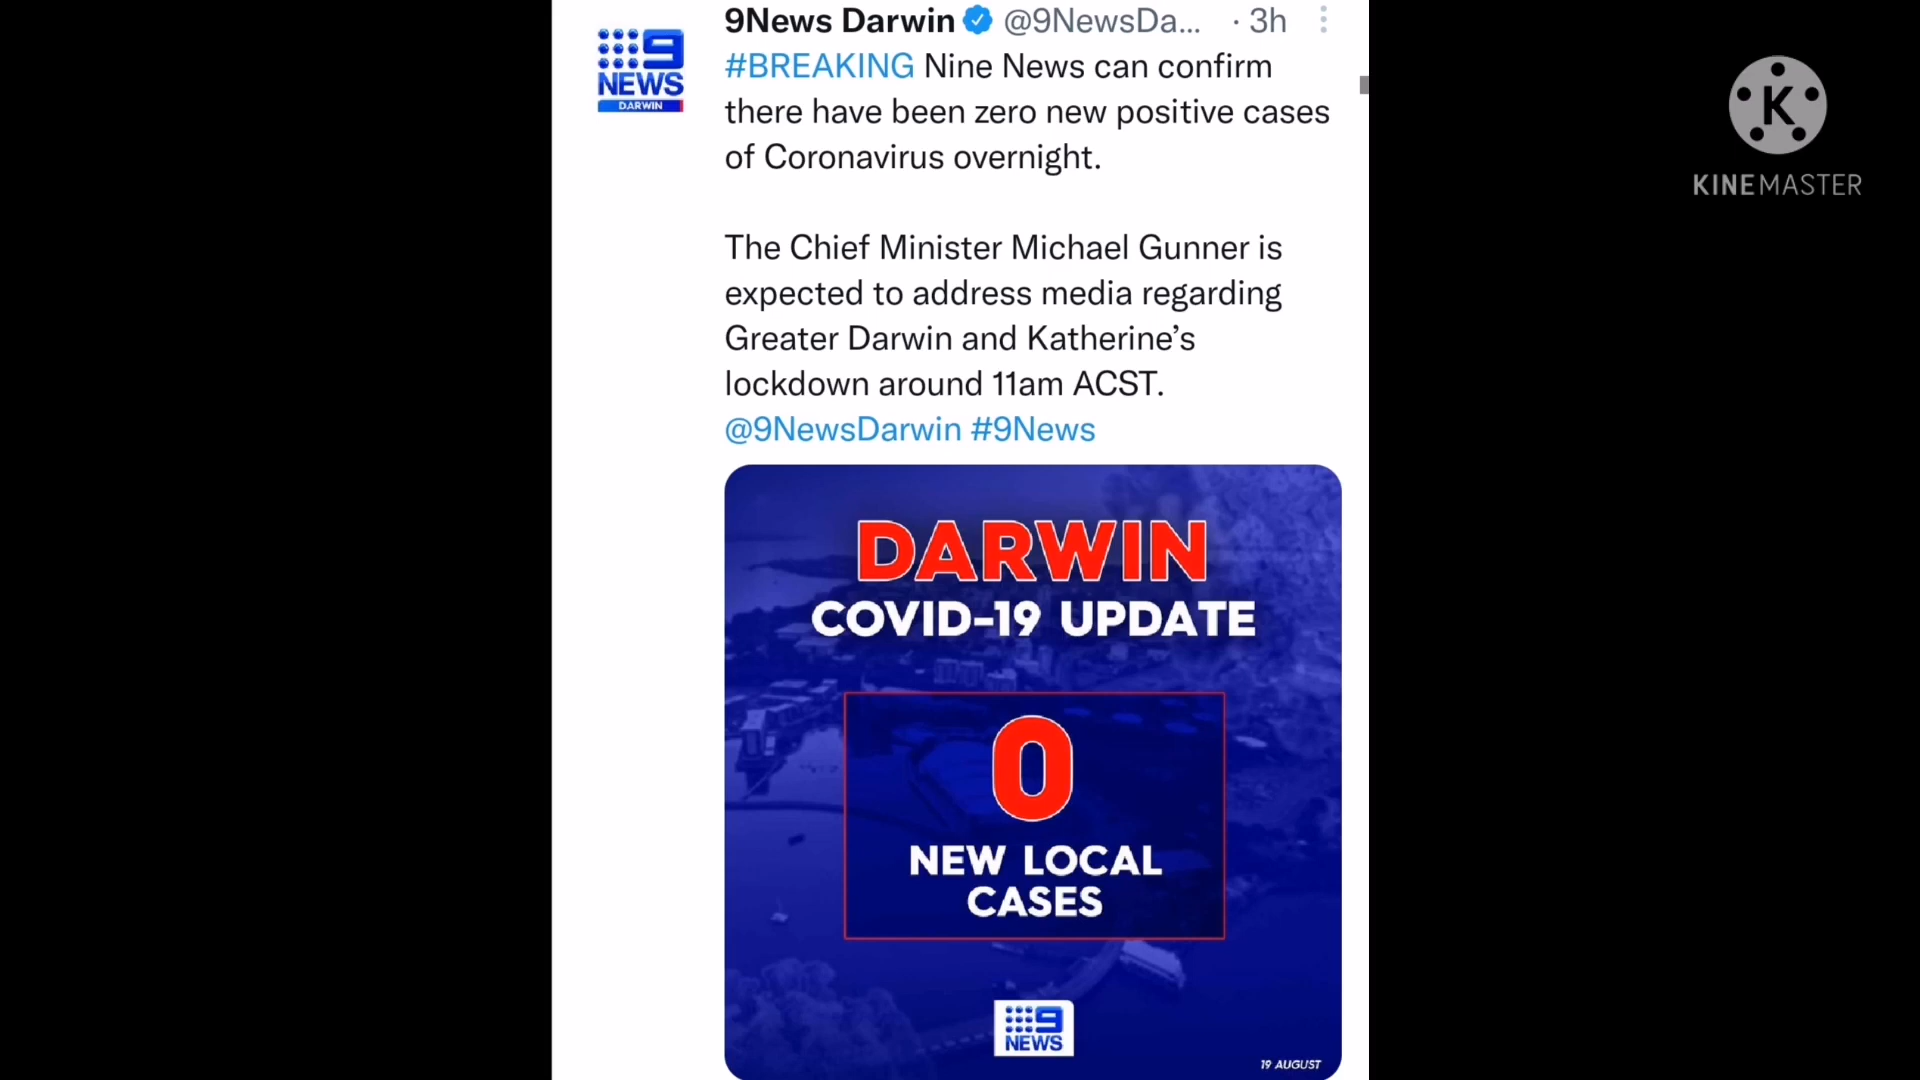 9News Darwin @9NewsDa... · 3h
#BREAKING Nine News can confirm
there have been zero new positive cases
of Coronavirus overnight.
The Chief Minister Michael Gunner is
expected to address media regarding
Greater Darwin and Katherine’s
lockdown around 11am ACST.
@9NewsDarwin #9News
9
NEWS
DARWIN
DARWIN
COVID-19 UPDATE
0
NEW LOCAL
CASES
9
NEWS
19 AUGUST
K
KINEMASTER